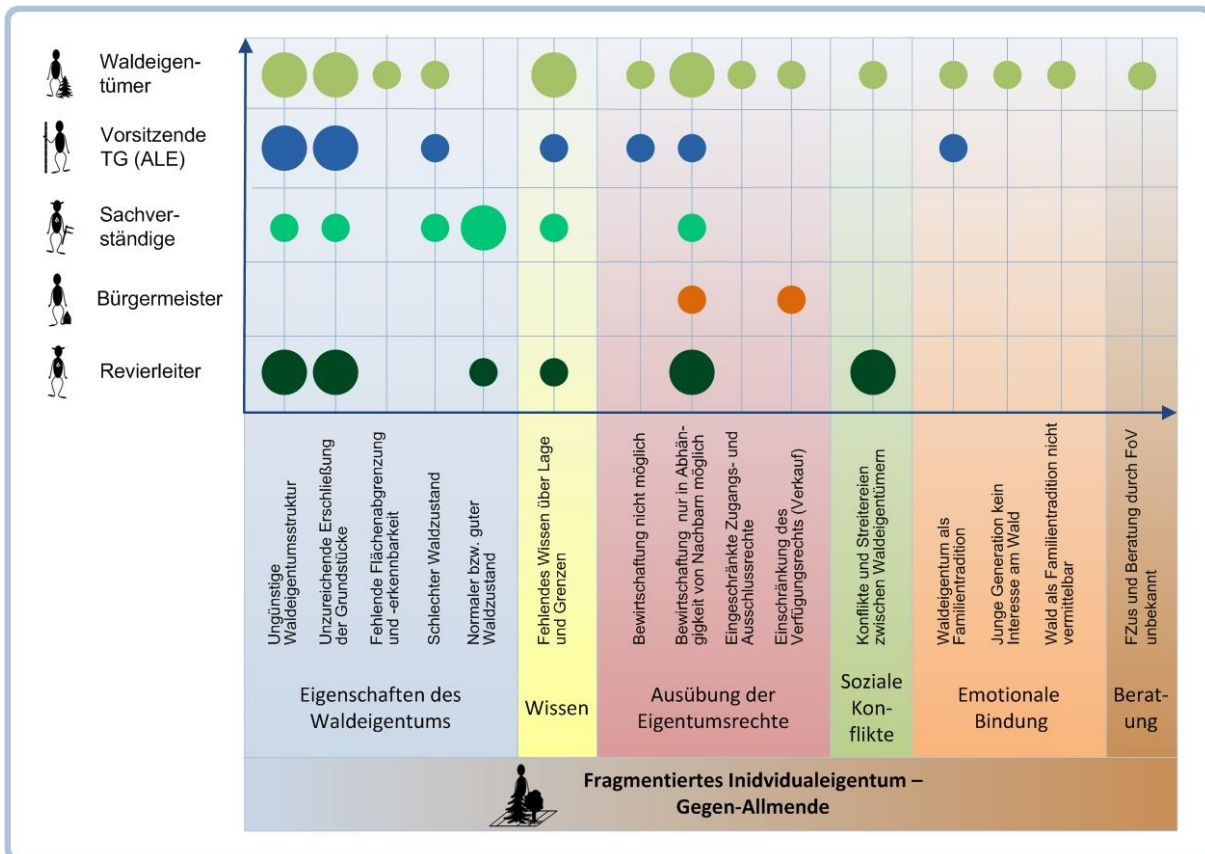 Waldeigen-
tümer
Vorsitzende
TG (ALE)
Sachver-
ständige
Bürgermeister
Revierleiter
Ungünstige
Waldeigentumsstruktur
Unzureichende Erschließung
der Grundstücke
Fehlende Flächenabgrenzung
und -erkennbarkeit
Schlechter Waldzustand
Normaler bzw. guter
Waldzustand
Fehlendes Wissen über Lage
und Grenzen
Bewirtschaftung nicht möglich
Bewirtschaftung nur in Abhän-
gigkeit von Nachbarn möglich
Eingeschränkte Zugangs- und
Ausschlussrechte
Einschränkung des
Verfügungsrechts (Verkauf)
Konflikte und Streitereien
zwischen Waldeigentümern
Waldeigentum als
Familientradition
Junge Generation kein
Interesse am Wald
Wald als Familientradition nicht
vermittelbar
FZus und Beratung durch FoV
unbekannt
Eigenschaften des
Waldeigentums
Wissen
Ausübung der
Eigentumsrechte
Soziale
Kon-
flikte
Emotionale
Bindung
Berat-
ung
Fragmentiertes Inidvidualeigentum –
Gegen-Allmende